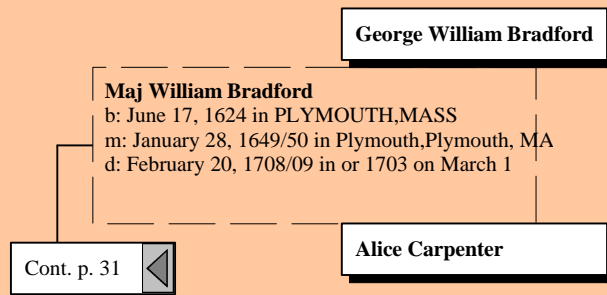 George William Bradford
Maj William Bradford
b: June 17, 1624 in PLYMOUTH,MASS
m: January 28, 1649/50 in Plymouth,Plymouth, MA
d: February 20, 1708/09 in or 1703 on March 1
Alice Carpenter
Cont. p. 31